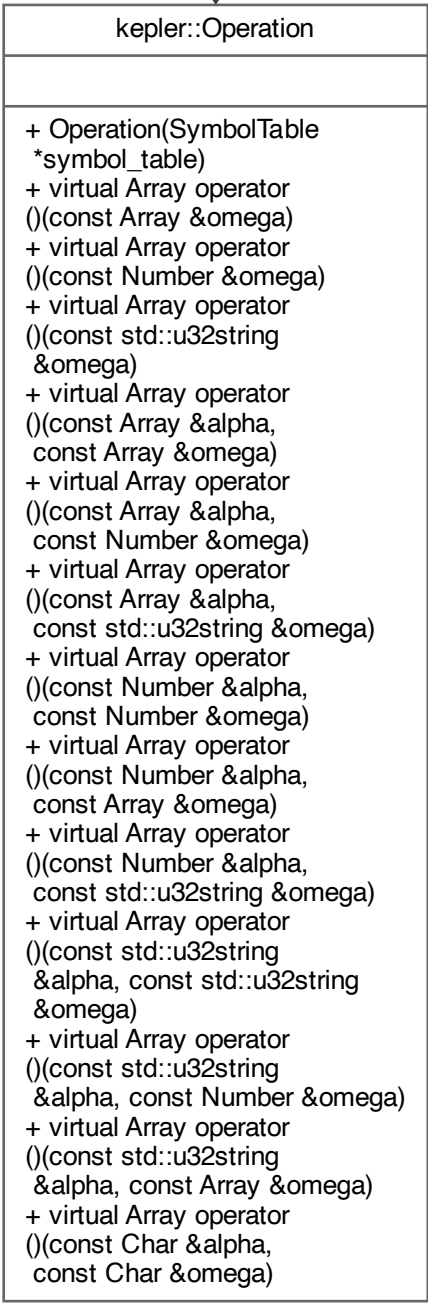 kepler::Operation
+ Operation(SymbolTable
*symbol_table)
+ virtual Array operator
()(const Array &omega)
+ virtual Array operator
()(const Number &omega)
+ virtual Array operator
()(const std::u32string
&omega)
+ virtual Array operator
()(const Array &alpha,
const Array &omega)
+ virtual Array operator
()(const Array &alpha,
const Number &omega)
+ virtual Array operator
()(const Array &alpha,
const std::u32string &omega)
+ virtual Array operator
()(const Number &alpha,
const Number &omega)
+ virtual Array operator
()(const Number &alpha,
const Array &omega)
+ virtual Array operator
()(const Number &alpha,
const std::u32string &omega)
+ virtual Array operator
()(const std::u32string
&alpha, const std::u32string
&omega)
+ virtual Array operator
()(const std::u32string
&alpha, const Number &omega)
+ virtual Array operator
()(const std::u32string
&alpha, const Array &omega)
+ virtual Array operator
()(const Char &alpha,
const Char &omega)